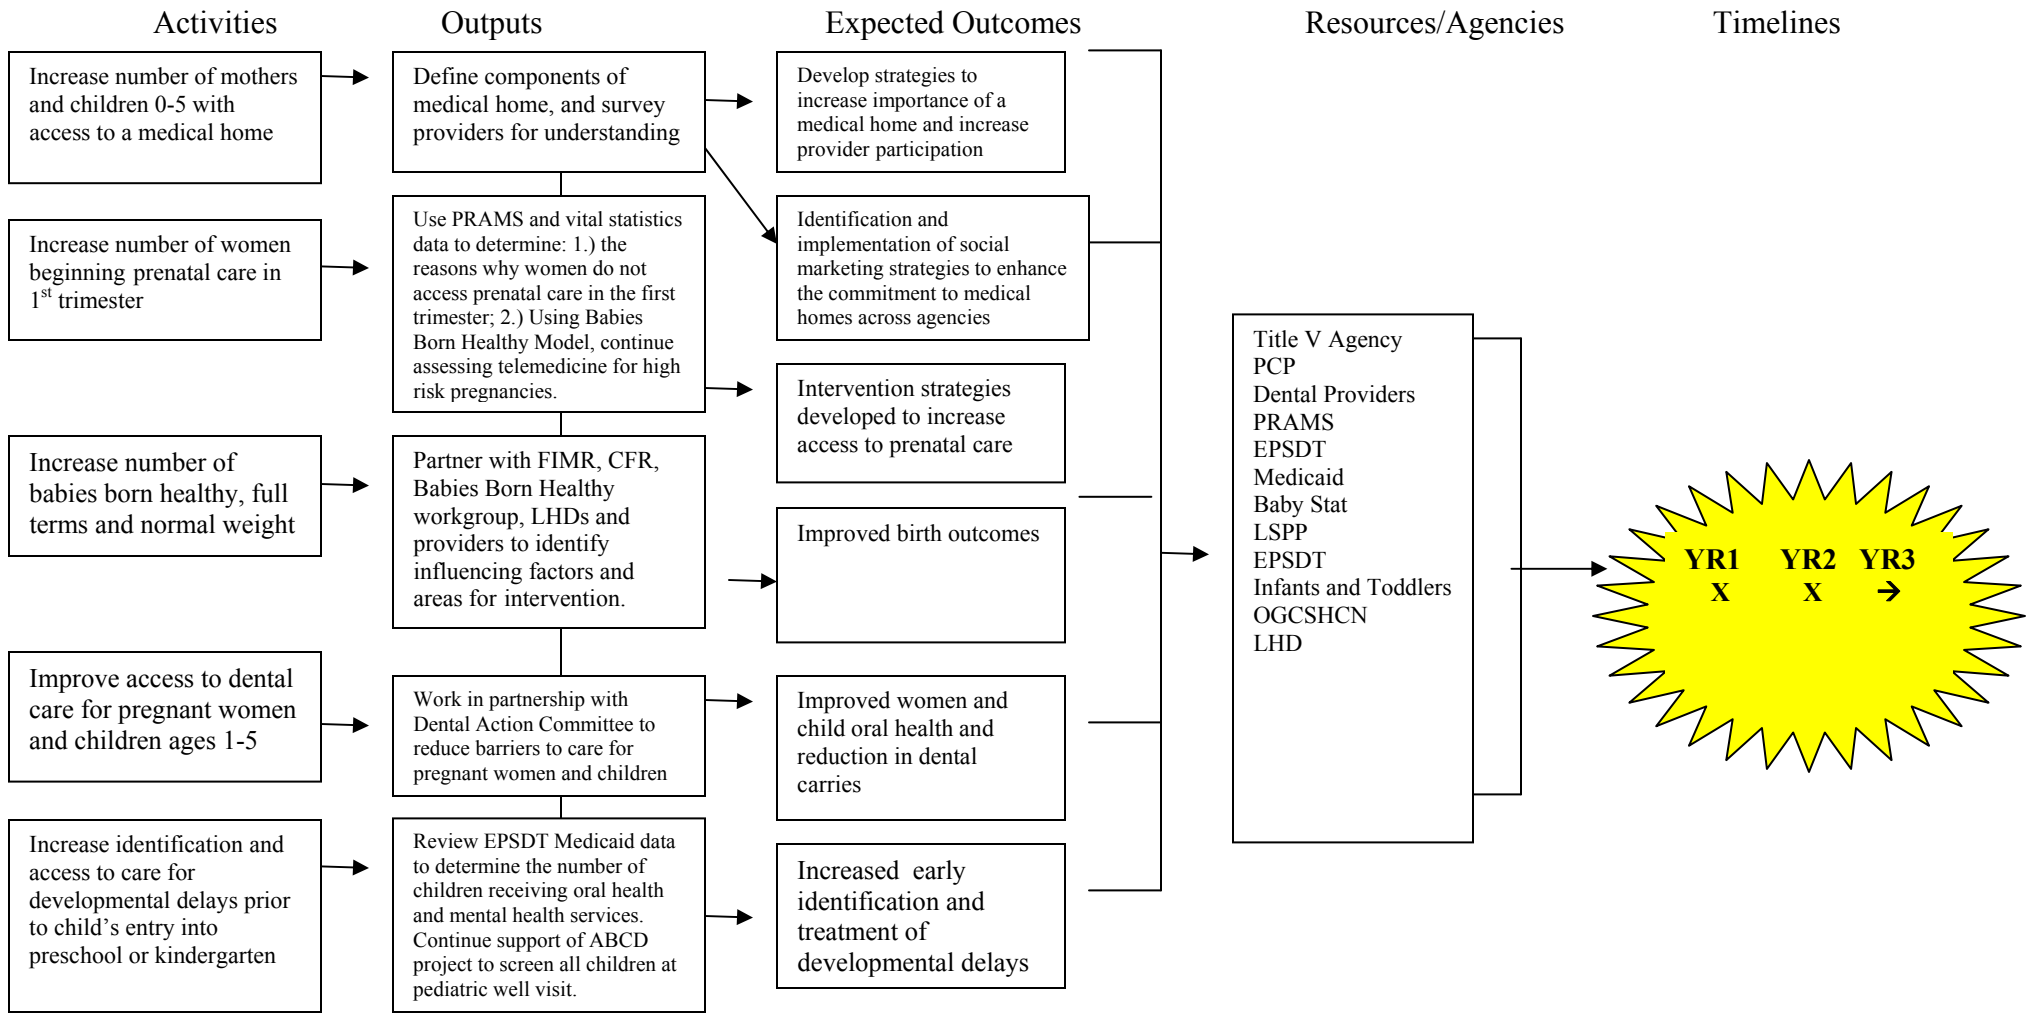 Activities
Outputs
Expected Outcomes
Resources/Agencies
Timelines
Increase number of mothers
and children 0-5 with
access to a medical home
Define components of
medical home, and survey
providers for understanding
Develop strategies to
increase importance of a
medical home and increase
provider participation
Increase number of women
beginning prenatal care in
1st trimester
Use PRAMS and vital statistics
data to determine: 1.) the
reasons why women do not
access prenatal care in the first
trimester; 2.) Using Babies
Born Healthy Model, continue
assessing telemedicine for high
risk pregnancies.
Identification and
implementation of social
marketing strategies to enhance
the commitment to medical
homes across agencies
Intervention strategies
developed to increase
access to prenatal care
Increase number of
babies born healthy, full
terms and normal weight
Partner with FIMR, CFR,
Babies Born Healthy
workgroup, LHDs and
providers to identify
influencing factors and
areas for intervention.
Improved birth outcomes
Improve access to dental
care for pregnant women
and children ages 1-5
Work in partnership with
Dental Action Committee to
reduce barriers to care for
pregnant women and children
Improved women and
child oral health and
reduction in dental
carries
Increase identification and
access to care for
developmental delays prior
to child’s entry into
preschool or kindergarten
Review EPSDT Medicaid data
to determine the number of
children receiving oral health
and mental health services.
Continue support of ABCD
project to screen all children at
pediatric well visit.
Increased early
identification and
treatment of
developmental delays
Title V Agency
PCP
Dental Providers
PRAMS
EPSDT
Medicaid
Baby Stat
LSPP
EPSDT
Infants and Toddlers
OGCSHCN
LHD
YR1 YR2 YR3
X X →